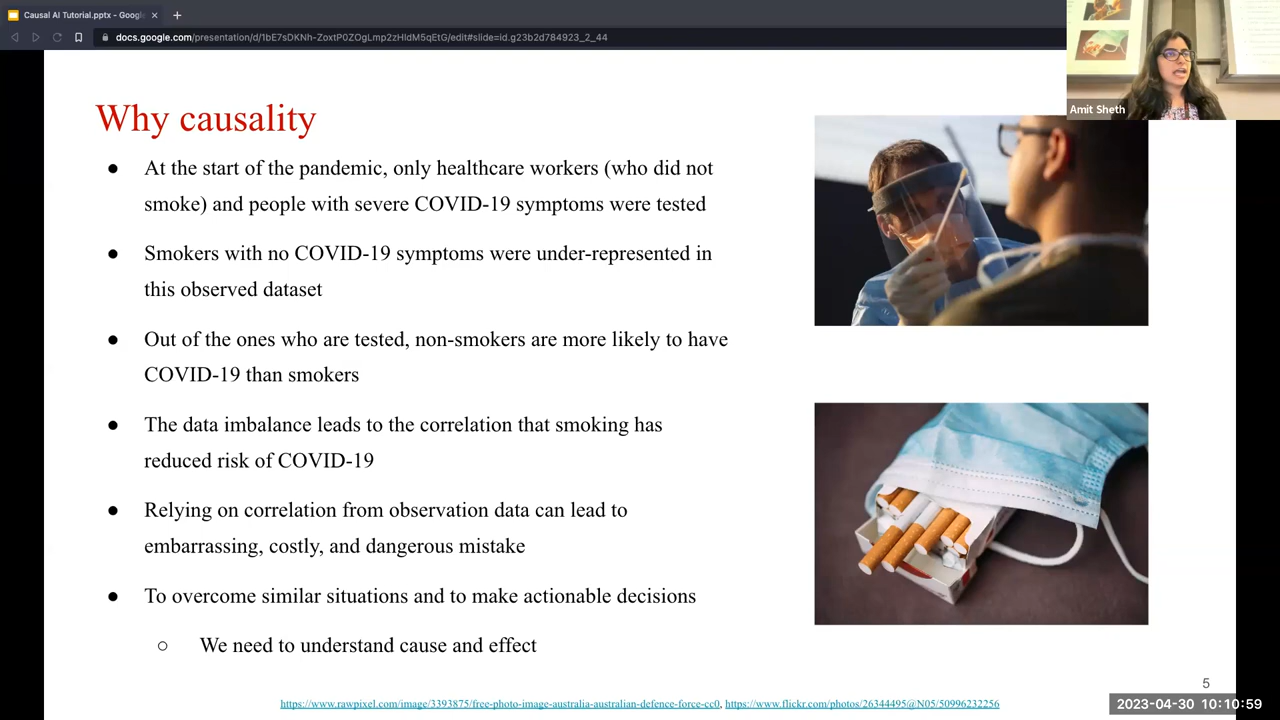 Causal AI Tutorial.pptx - Google
docs.google.com/presentation/d/1bE7sDKNh-ZoxtP0ZOgLmp2zHldM5qEtG/edit#slide=id.g23b2d784923_2_44
Amit Sheth
Why causality
● At the start of the pandemic, only healthcare workers (who did not
smoke) and people with severe COVID-19 symptoms were tested
● Smokers with no COVID-19 symptoms were under-represented in
this observed dataset
● Out of the ones who are tested, non-smokers are more likely to have
COVID-19 than smokers
● The data imbalance leads to the correlation that smoking has
reduced risk of COVID-19
● Relying on correlation from observation data can lead to
embarrassing, costly, and dangerous mistake
● To overcome similar situations and to make actionable decisions
○ We need to understand cause and effect
5
https://www.rawpixel.com/image/3393875/free-photo-image-australia-australian-defence-force-cc0, https://www.flickr.com/photos/26344495@N05/50996232256
2023-04-30 10:10:59